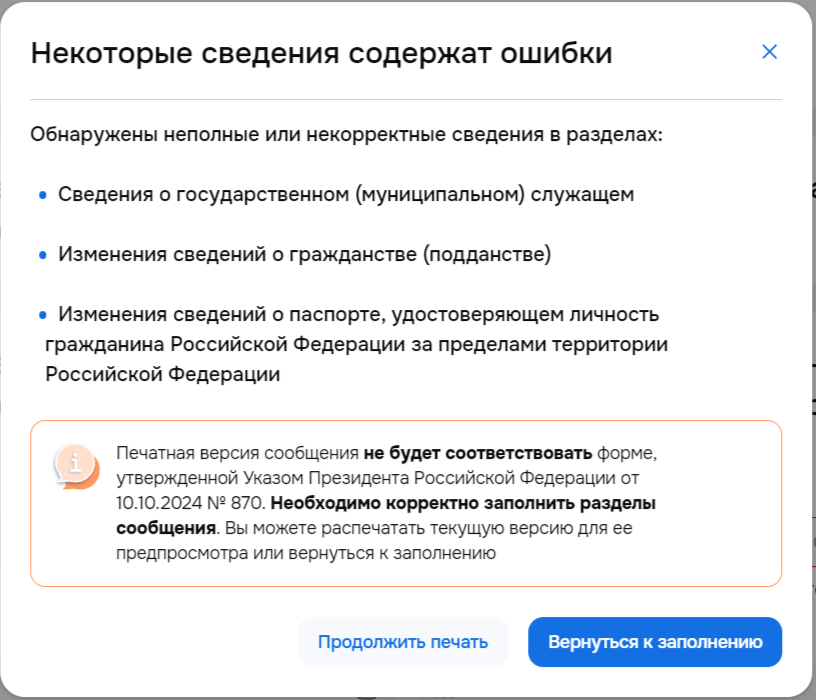 Некоторые сведения содержат ошибки
Обнаружены неполные или некорректные сведения в разделах:
Сведения о государственном (муниципальном) служащем
Изменения сведений о гражданстве (подданстве)
Изменения сведений о паспорте, удостоверяющем личность
гражданина Российской Федерации за пределами территории
Российской Федерации
Печатная версия сообщения не будет соответствовать форме,
утвержденной Указом Президента Российской Федерации от
10.10.2024 № 870. Необходимо корректно заполнить разделы
сообщения. Вы можете распечатать текущую версию для ее
предпросмотра или вернуться к заполнению
Продолжить печать
Вернуться к заполнению